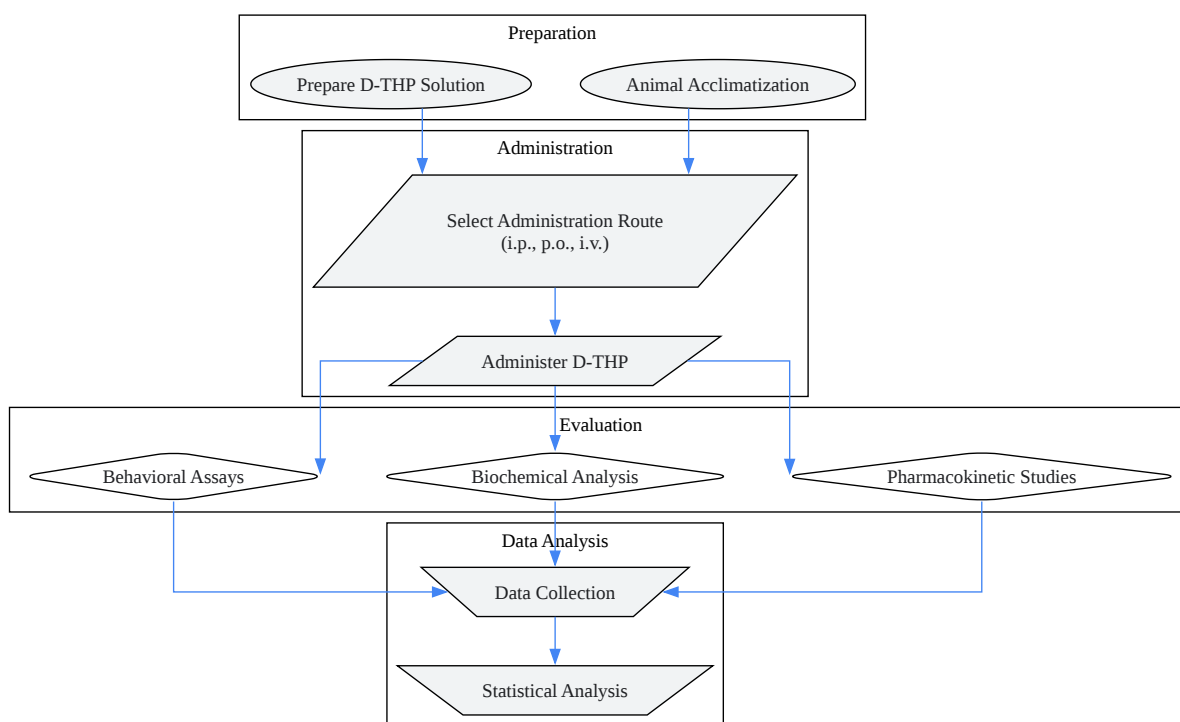 Preparation
Prepare D-THP Solution
Animal Acclimatization
Administration
Select Administration Route
(i.p., p.o., i.v.)
Administer D-THP
Evaluation
Behavioral Assays
Biochemical Analysis
Pharmacokinetic Studies
Data Analysis
Data Collection
Statistical Analysis